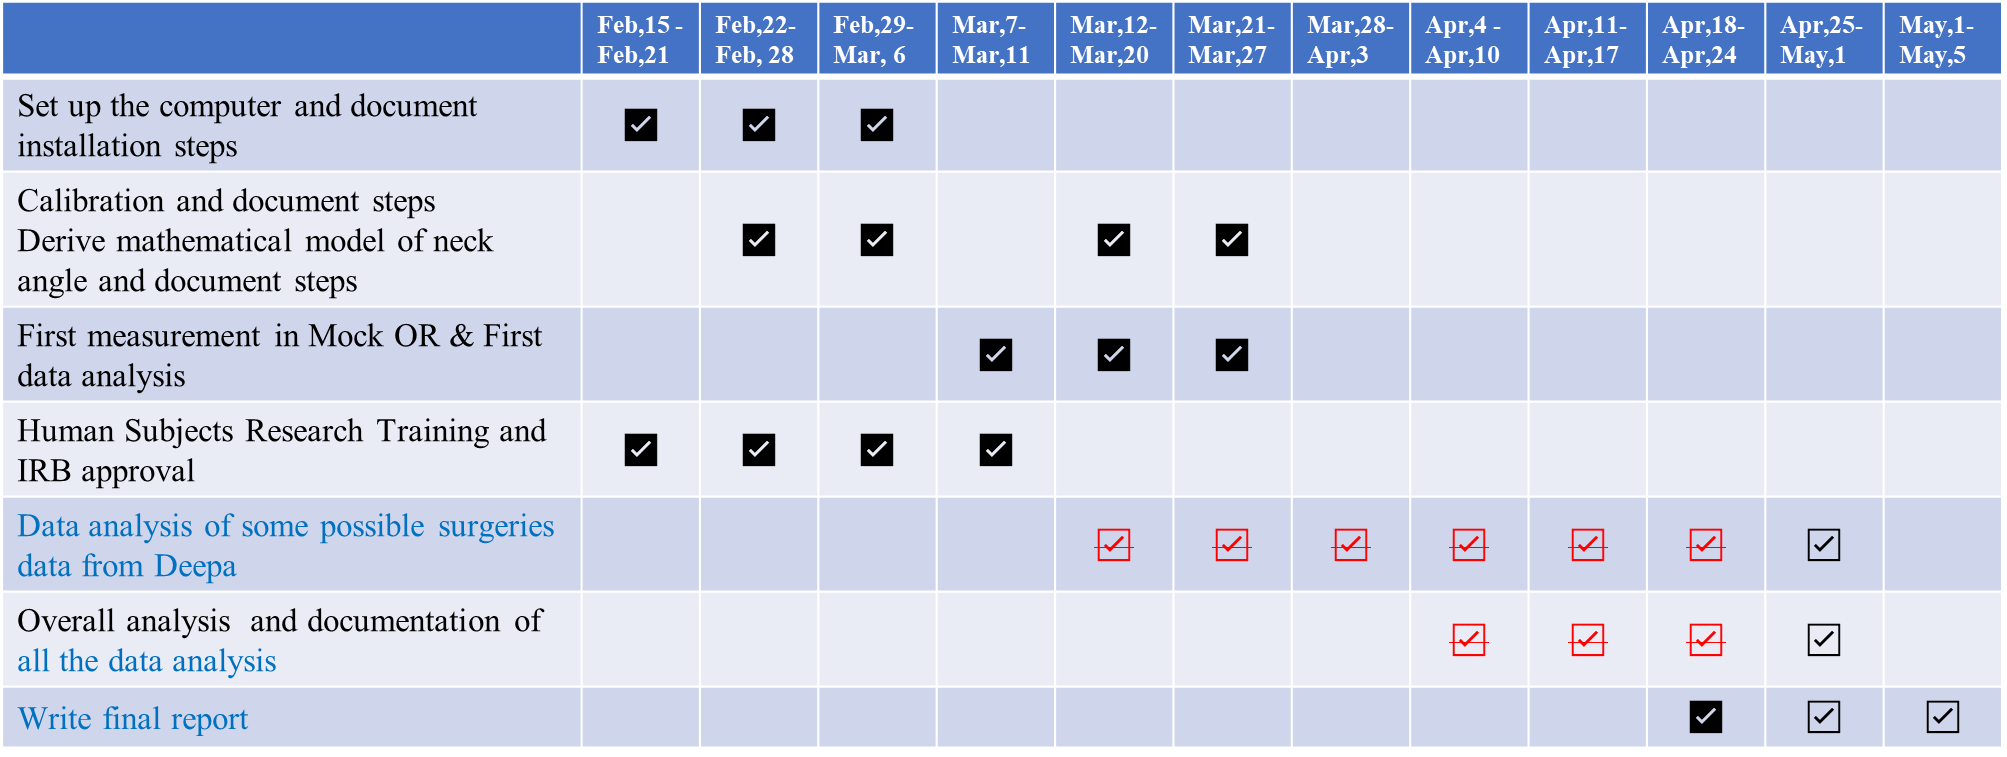 Feb,15 -
Feb,21
Feb,22-
Feb, 28
Feb,29-
Mar, 6
Mar,7-
Mar,11
Mar,12-
Mar,20
Mar,21-
Mar,27
Mar,28-
Apr,3
Apr,4 -
Apr,10
Apr,11-
Apr,17
Apr,18-
Apr,24
Apr,25-
May,1
May,1-
May,5
Set up the computer and document
installation steps
Calibration and document steps
Derive mathematical model of neck
angle and document steps
First measurement in Mock OR & First
data analysis
Human Subjects Research Training and
IRB approval
Data analysis of some possible surgeries
data from Deepa
Overall analysis and documentation of
all the data analysis
Write final report